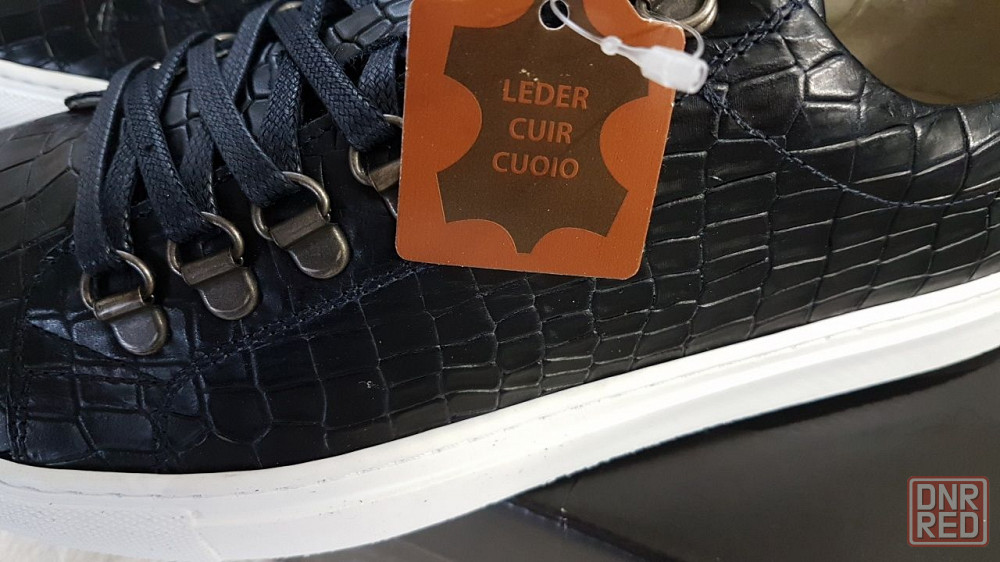 LEDER
CUIR
CUOIO
DNR
RED